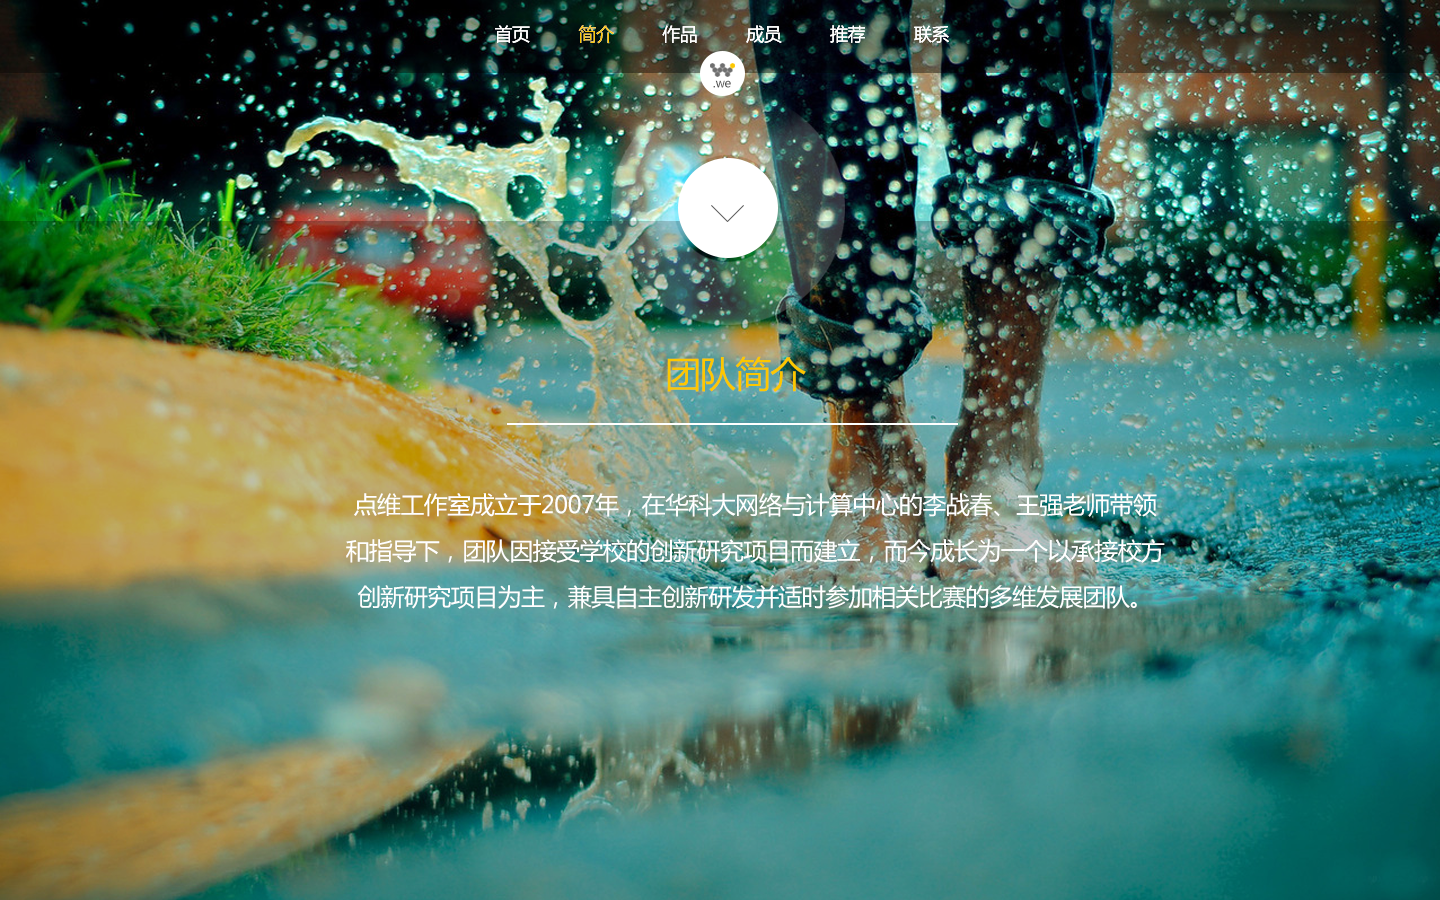 首页 简介 作品 成员 推荐 联系
.we
团队简介
点维工作室成立于2007年，在华科大网络与计算中心的李战春、王强老师带领
和指导下，团队因接受学校的创新研究项目而建立，而今成长为一个以承接校方
创新研究项目为主，兼具自主创新研发并适时参加相关比赛的多维发展团队。